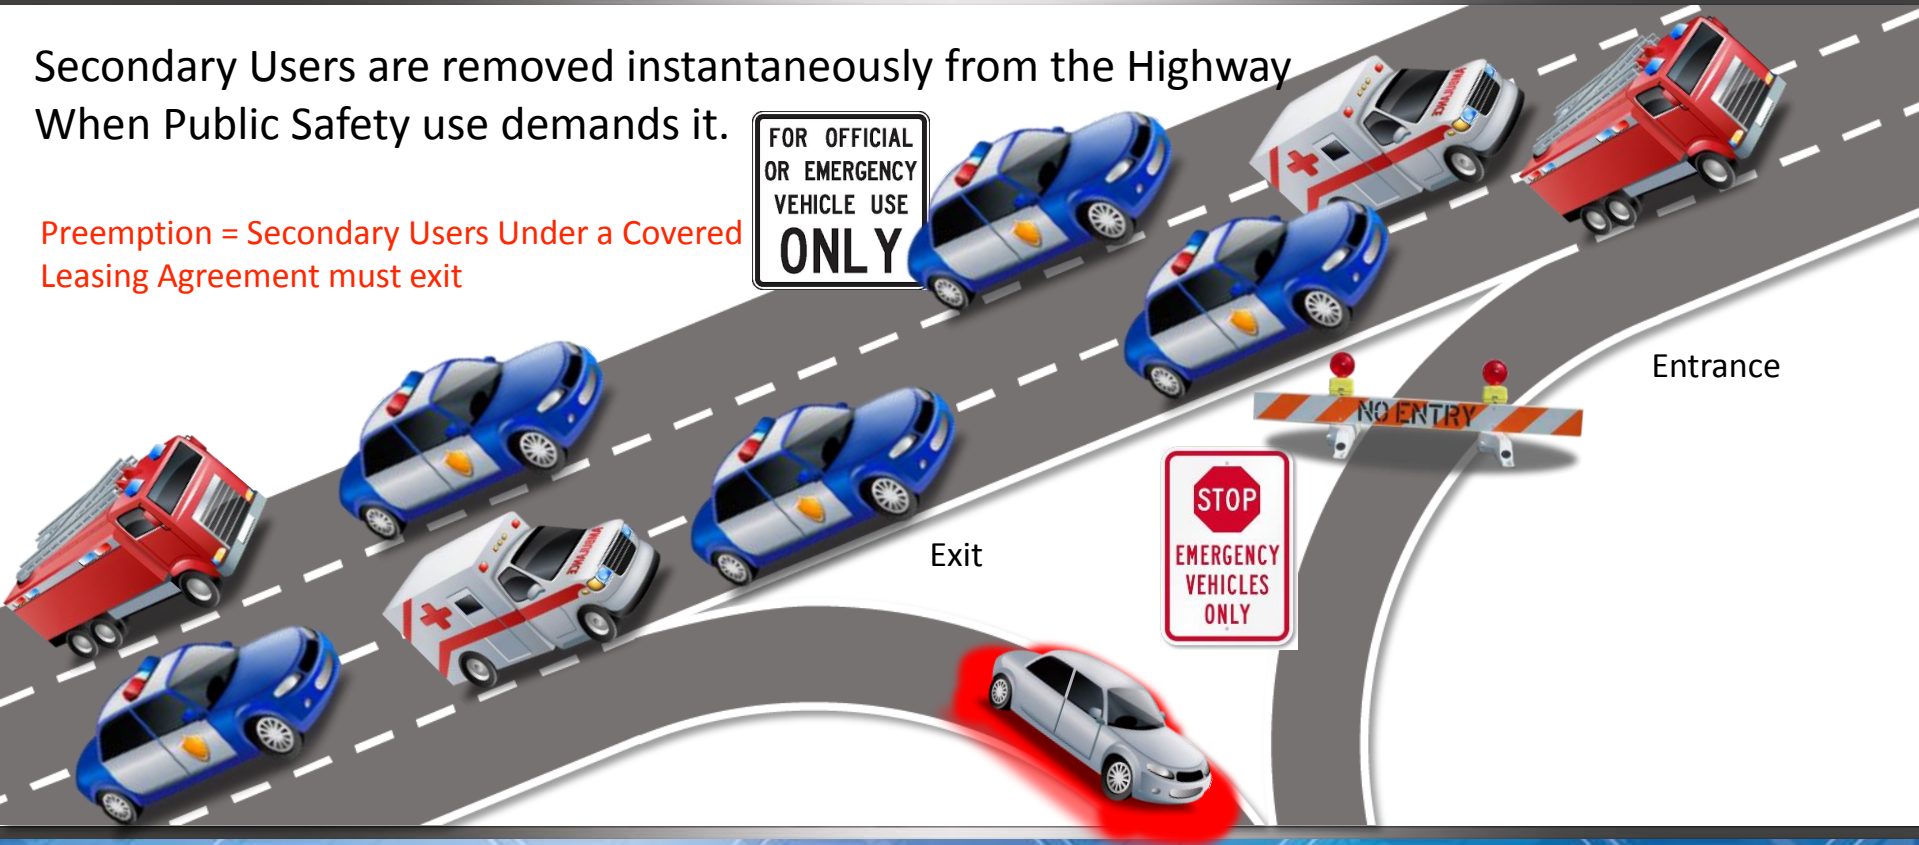 Secondary Users are removed instantaneously from the Highway
When Public Safety use demands it.
FOR OFFICIAL
OR EMERGENCY
VEHICLE USE
ONLY
Preemption = Secondary Users Under a Covered
Leasing Agreement must exit
AMBULANCE
Entrance
NO ENTRY
STOP
EMERGENCY
VEHICLES
ONLY
Exit
AMBULANCE